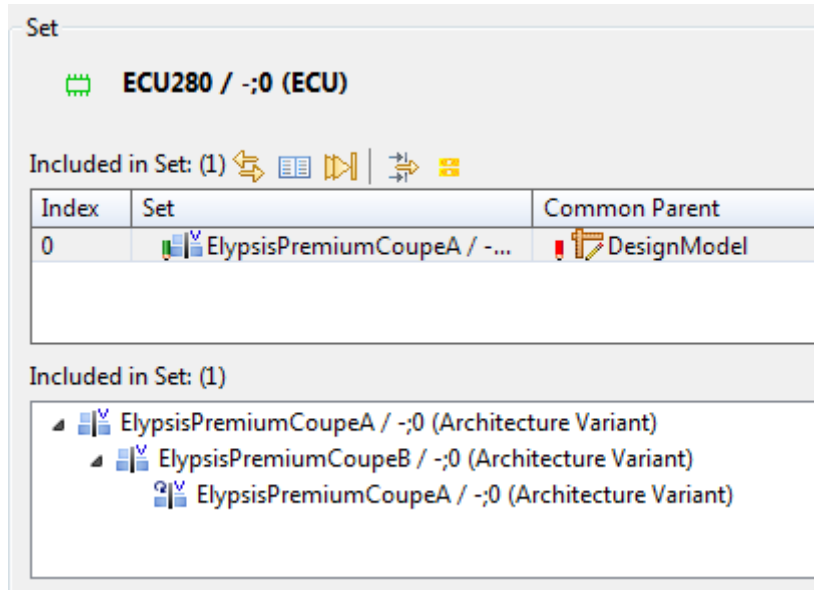 Set
ECU280 / -;0 (ECU)
Included in Set: (1)
Index Set Common Parent
0 ElypsisPremiumCoupeA / -... DesignModel
Included in Set: (1)
ElypsisPremiumCoupeA / -;0 (Architecture Variant)
ElypsisPremiumCoupeB / -;0 (Architecture Variant)
ElypsisPremiumCoupeA / -;0 (Architecture Variant)